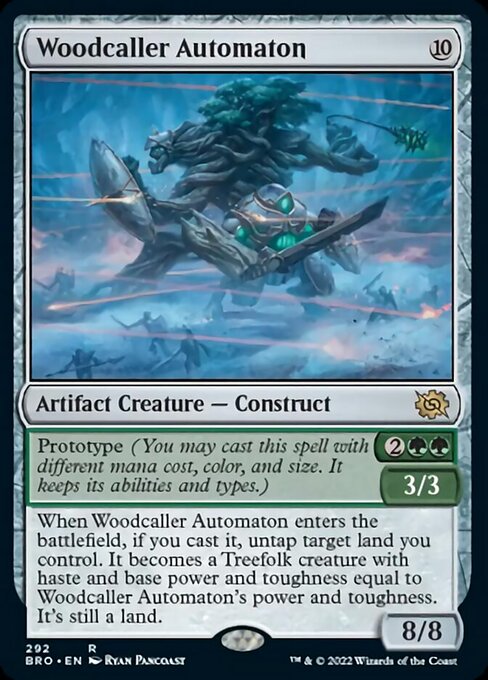 Woodcaller Automaton 10
Artifact Creature — Construct
Prototype (You may cast this spell with
different mana cost, color, and size. It
keeps its abilities and types.)
2
3/3
When Woodcaller Automaton enters the
battlefield, if you cast it, untap target land you
control. It becomes a Treefolk creature with
haste and base power and toughness equal to
Woodcaller Automaton's power and toughness.
It's still a land.
8/8
292 R
BRO • EN Ryan Pancoast
™ & © 2022 Wizards of the Coast